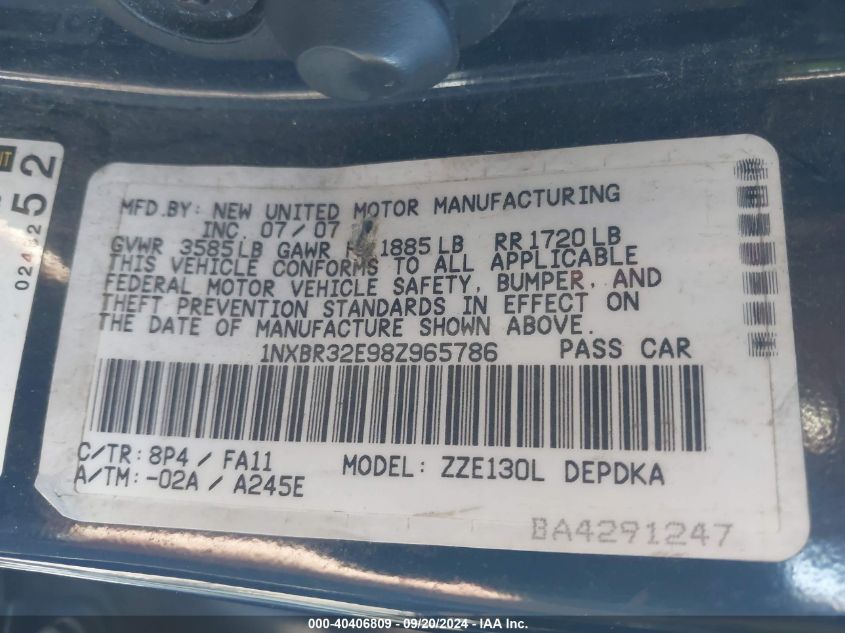 MFD.BY: NEW UNITED MOTOR MANUFACTURING
INC. 07/07
GVWR 3585LB GAWR 1885LB RR1720LB
THIS VEHICLE CONFORMS TO ALL APPLICABLE
FEDERAL MOTOR VEHICLE SAFETY, BUMPER, AND
THEFT PREVENTION STANDARDS IN EFFECT ON
THE DATE OF MANUFACTURE SHOWN ABOVE.
1NXBR32E98Z965786 PASS CAR
C/TR: 8P4 / FA11
A/TM: -02A / A245E
MODEL: ZZE130L DEPDKA
BA4291247
000-40406809 - 09/20/2024 - IAA Inc.